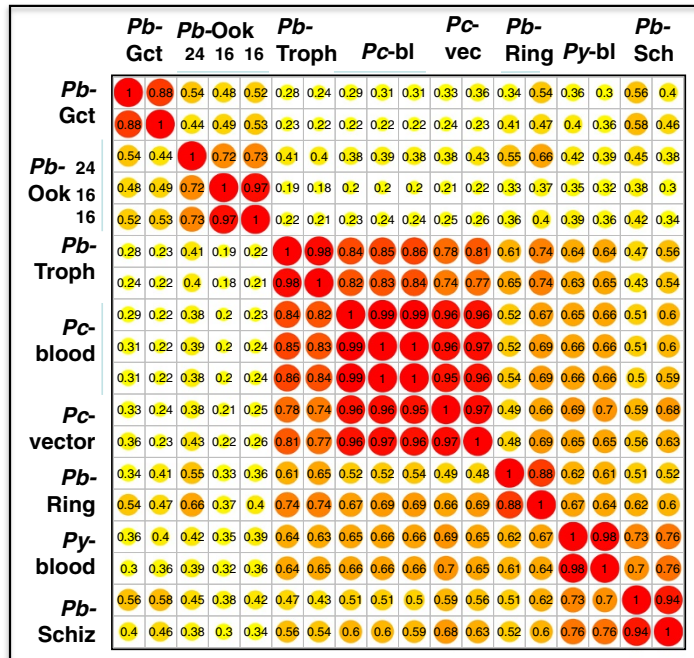 Pb- Pb-Ook Pb- Pc- Pb- Pb-
Gct 24 16 16 Troph Pc-bl vec Ring Py-bl Sch
Pb- 1 0.88 0.54 0.48 0.52 0.28 0.24 0.29 0.31 0.31 0.33 0.36 0.34 0.54 0.36 0.3 0.56 0.4
Gct 0.88 1 0.44 0.49 0.53 0.23 0.22 0.22 0.22 0.22 0.24 0.23 0.41 0.47 0.4 0.36 0.58 0.46
Pb- 24 0.54 0.44 1 0.72 0.73 0.41 0.4 0.38 0.39 0.38 0.38 0.43 0.55 0.66 0.42 0.39 0.45 0.38
Ook 16 0.48 0.49 0.72 1 0.97 0.19 0.18 0.2 0.2 0.2 0.21 0.22 0.33 0.37 0.35 0.32 0.38 0.3
16 0.52 0.53 0.73 0.97 1 0.22 0.21 0.23 0.24 0.24 0.25 0.26 0.36 0.4 0.39 0.36 0.42 0.34
Pb- 0.28 0.23 0.41 0.19 0.22 1 0.98 0.84 0.85 0.86 0.78 0.81 0.61 0.74 0.64 0.64 0.47 0.56
Troph 0.24 0.22 0.4 0.18 0.21 0.98 1 0.82 0.83 0.84 0.74 0.77 0.65 0.74 0.63 0.65 0.43 0.54
Pc- 0.29 0.22 0.38 0.2 0.23 0.84 0.82 1 0.99 0.99 0.96 0.96 0.52 0.67 0.65 0.66 0.51 0.6
blood 0.31 0.22 0.39 0.2 0.24 0.85 0.83 0.99 1 1 0.96 0.97 0.52 0.69 0.66 0.66 0.51 0.6
0.31 0.22 0.38 0.2 0.24 0.86 0.84 0.99 1 1 0.95 0.96 0.54 0.69 0.66 0.66 0.5 0.59
Pc- 0.33 0.24 0.38 0.21 0.25 0.78 0.74 0.96 0.96 0.95 1 0.97 0.49 0.66 0.69 0.7 0.59 0.68
vector 0.36 0.23 0.43 0.22 0.26 0.81 0.77 0.96 0.97 0.96 0.97 1 0.48 0.69 0.65 0.65 0.56 0.63
Pb- 0.34 0.41 0.55 0.33 0.36 0.61 0.65 0.52 0.52 0.54 0.49 0.48 1 0.88 0.62 0.61 0.51 0.52
Ring 0.54 0.47 0.66 0.37 0.4 0.74 0.74 0.67 0.69 0.69 0.66 0.69 0.88 1 0.67 0.64 0.62 0.6
Py- 0.36 0.4 0.42 0.35 0.39 0.64 0.63 0.65 0.66 0.66 0.69 0.65 0.62 0.67 1 0.98 0.73 0.76
blood 0.3 0.36 0.39 0.32 0.36 0.64 0.65 0.66 0.66 0.66 0.7 0.65 0.61 0.64 0.98 1 0.7 0.76
Pb- 0.56 0.58 0.45 0.38 0.42 0.47 0.43 0.51 0.51 0.5 0.59 0.56 0.51 0.62 0.73 0.7 1 0.94
Schiz 0.4 0.46 0.38 0.3 0.34 0.56 0.54 0.6 0.6 0.59 0.68 0.63 0.52 0.6 0.76 0.76 0.94 1